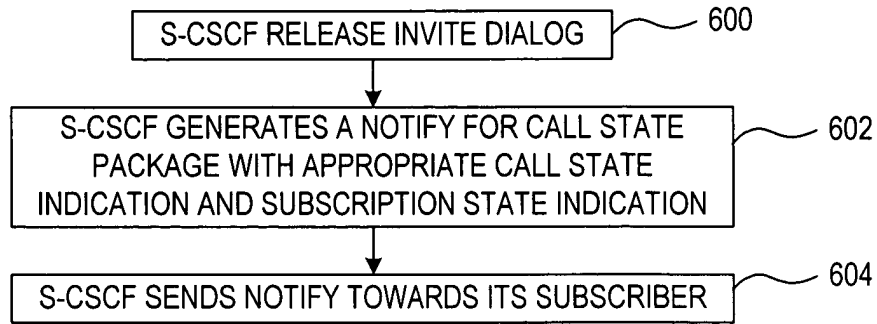 S-CSCF RELEASE INVITE DIALOG
600
S-CSCF GENERATES A NOTIFY FOR CALL STATE
PACKAGE WITH APPROPRIATE CALL STATE
INDICATION AND SUBSCRIPTION STATE INDICATION
602
S-CSCF SENDS NOTIFY TOWARDS ITS SUBSCRIBER
604